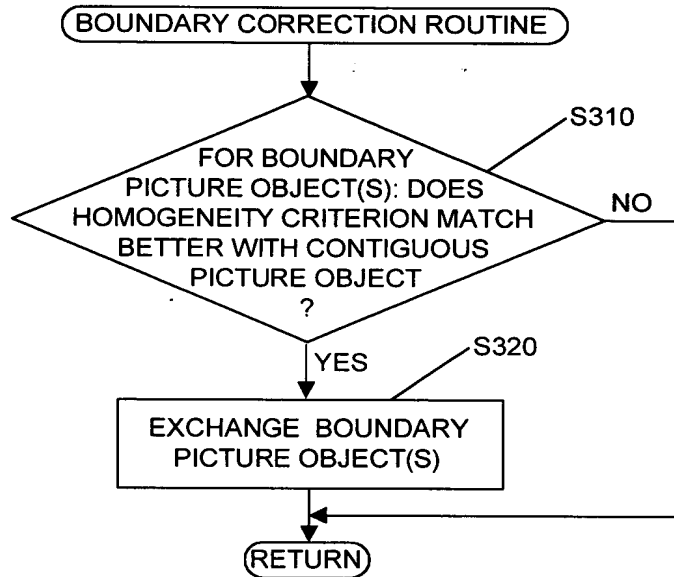 BOUNDARY CORRECTION ROUTINE
S310
FOR BOUNDARY
PICTURE OBJECT(S): DOES
HOMOGENEITY CRITERION MATCH
BETTER WITH CONTIGUOUS
PICTURE OBJECT
?
NO
YES
S320
EXCHANGE BOUNDARY
PICTURE OBJECT(S)
RETURN